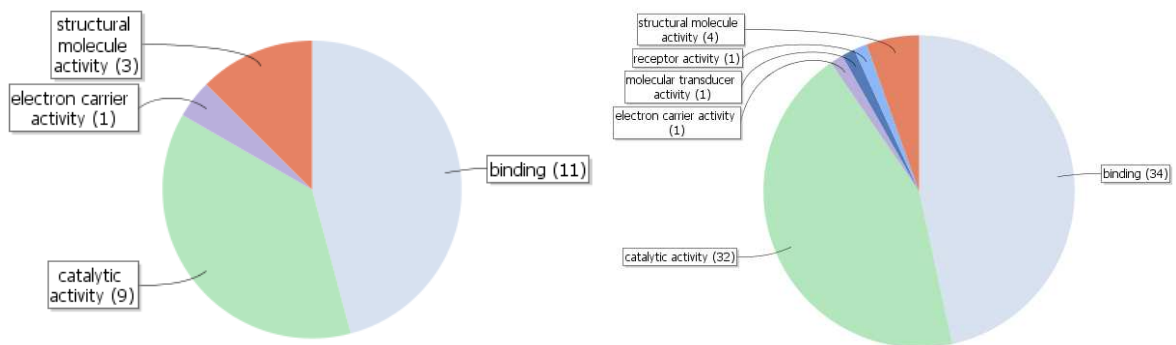 structural
molecule
activity (3)
electron carrier
activity (1)
binding (11)
catalytic
activity (9)
structural molecule
activity (4)
receptor activity (1)
molecular transducer
activity (1)
electron carrier activity
(1)
binding (34)
catalytic activity (32)